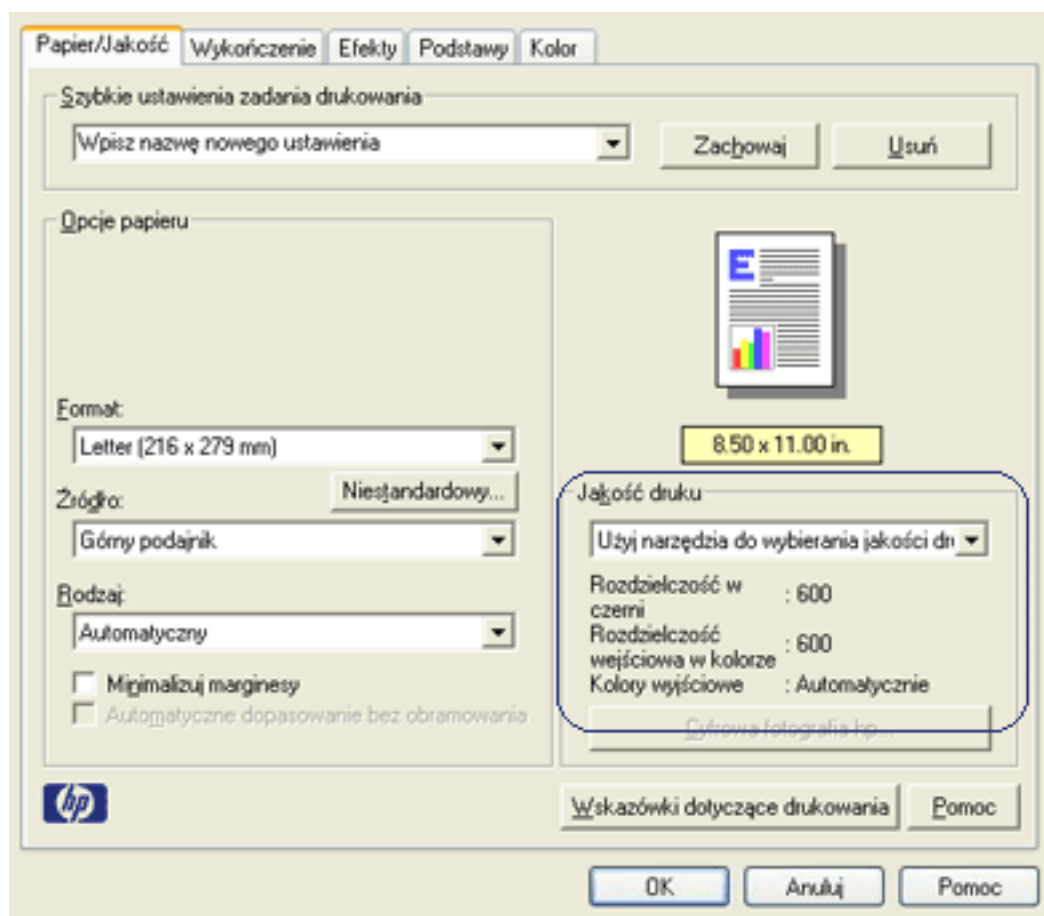 Papier/Jakość Wykończenie Efekty Podstawy Kolor
Szybkie ustawienia zadania drukowania
Wpisz nazwę nowego ustawienia Zachowaj Usuń
Opcje papieru
E
Format:
Letter (216 x 279 mm)
8.50 x 11.00 in.
Niestandardowy...
Źródło:
Górny podajnik
Rodzaj:
Automatyczny
Minimalizuj marginesy
Automatyczne dopasowanie bez obramowania
Jakość druku
Użyj narzędzia do wybierania jakości dru
Rozdzielczość w
czerni : 600
Rozdzielczość
wejściowa w kolorze : 600
Kolory wyjściowe : Automatycznie
Cyfrowa fotografia hp...
hp
Wskazówki dotyczące drukowania Pomoc
OK Anuluj Pomoc